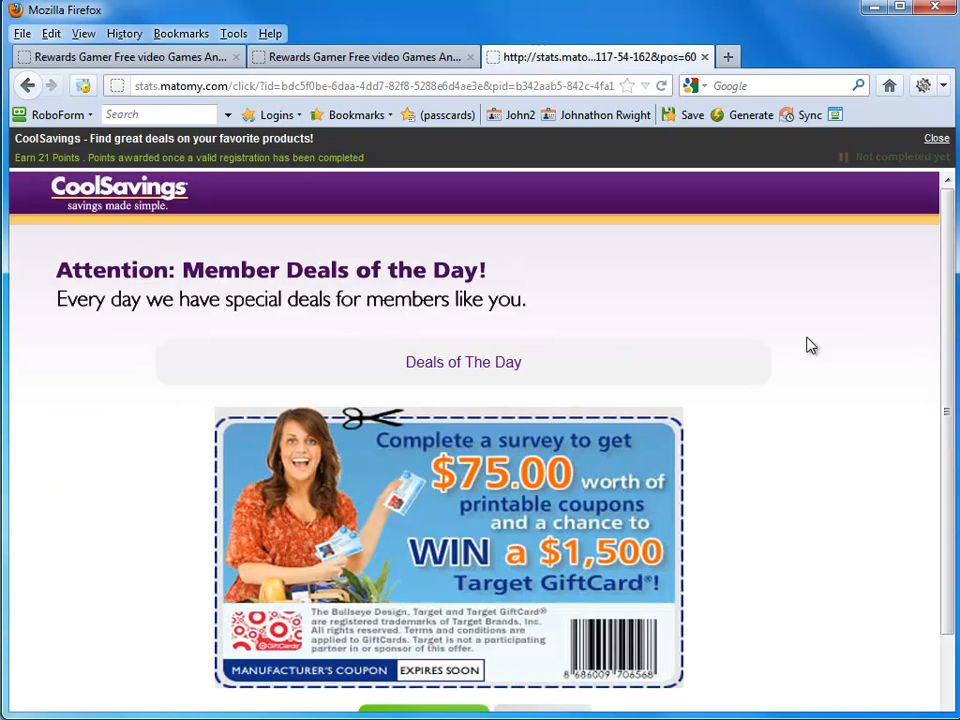 Mozilla Firefox
File Edit View History Bookmarks Tools Help
Rewards Gamer Free video Games An... × Rewards Gamer Free video Games An... × http://stats.mato...117-54-162&pos=60 ×
stats.matomy.com/click/?id=bdc5f0be-6daa-4dd7-82f8-5288e6d4ae3e&pid=b342aab5-842c-4fa1 Google
RoboForm Search Logins Bookmarks (passcards) John2 Johnathon Rwight Save Generate Sync
CoolSavings - Find great deals on your favorite products! Close
Earn 21 Points . Points awarded once a valid registration has been completed Not completed yet
CoolSavings
savings made simple.
Attention: Member Deals of the Day!
Every day we have special deals for members like you.
Deals of The Day
Complete a survey to get
$75.00 worth of
printable coupons
and a chance to
WIN a $1,500
Target GiftCard®!
The Bullseye Design, Target and Target GiftCard®
are registered trademarks of Target Brands, Inc.
All rights reserved. Terms and conditions are
applied to GiftCards. Target is not a participating
partner in or sponsor of this offer.
GiftCards
MANUFACTURER'S COUPON EXPIRES SOON
8 686009 706568